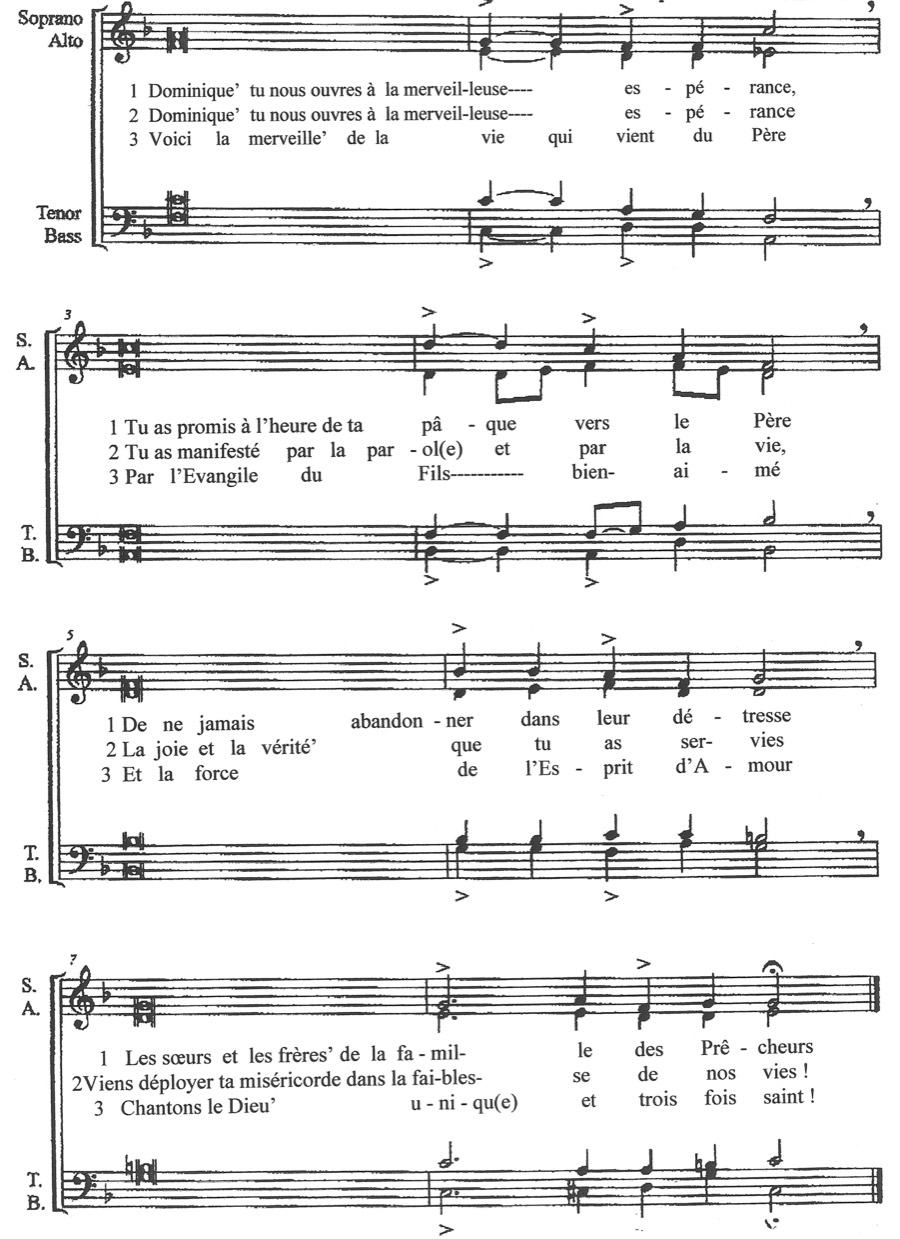 Soprano
Alto
1 Dominique’ tu nous ouvres à la merveil-leuse---- es - pé - rance,
2 Dominique’ tu nous ouvres à la merveil-leuse---- es - pé - rance
3 Voici la merveille’ de la vie qui vient du Père
Tenor
Bass
3
S.
A.
1 Tu as promis à l’heure de ta pâ - que vers le Père
2 Tu as manifesté par la par - ol(e) et par la vie,
3 Par l’Evangile du Fils----------- bien- ai - mé
T.
B.
5
S.
A.
1 De ne jamais abandon - ner dans leur dé - tresse
2 La joie et la vérité’ que tu as ser- vies
3 Et la force de l’Es - prit d’A - mour
T.
B.
7
S.
A.
1 Les sœurs et les frères’ de la fa - mil- le des Prê - cheurs
2Viens déployer ta miséricorde dans la fai-bles- se de nos vies !
3 Chantons le Dieu’ u - ni - qu(e) et trois fois saint !
T.
B.